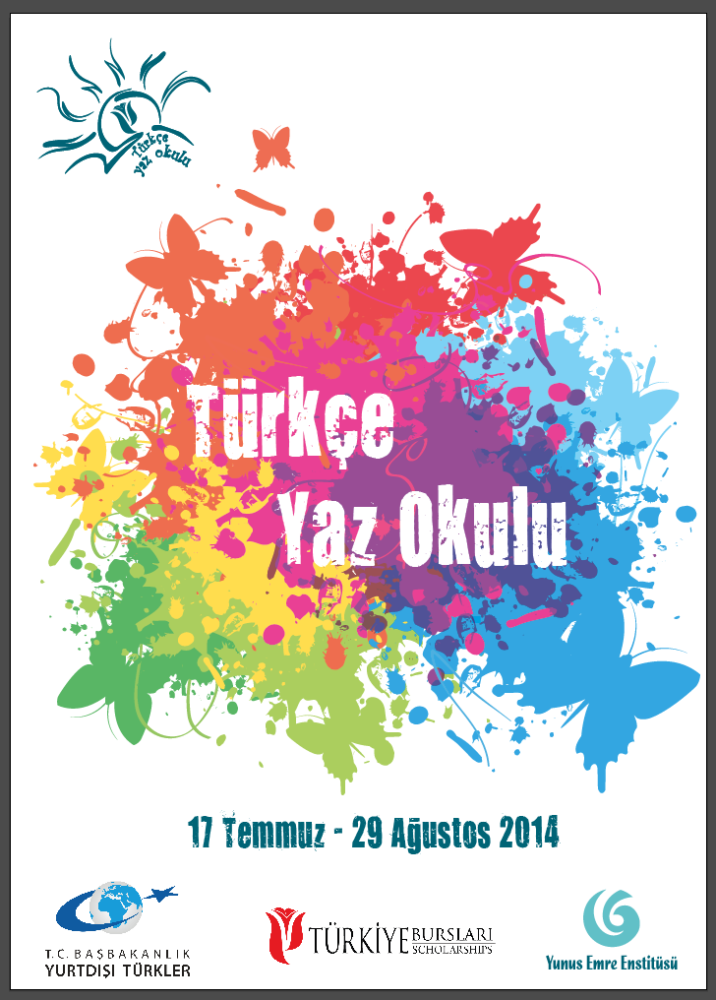 Türkçe
yaz okulu
Türkçe
Yaz Okulu
17 Temmuz - 29 Ağustos 2014
T.C. BAŞBAKANLIK
YURTDIŞI TÜRKLER
TÜRKİYE BURSLARI
SCHOLARSHIPS
Yunus Emre Enstitüsü